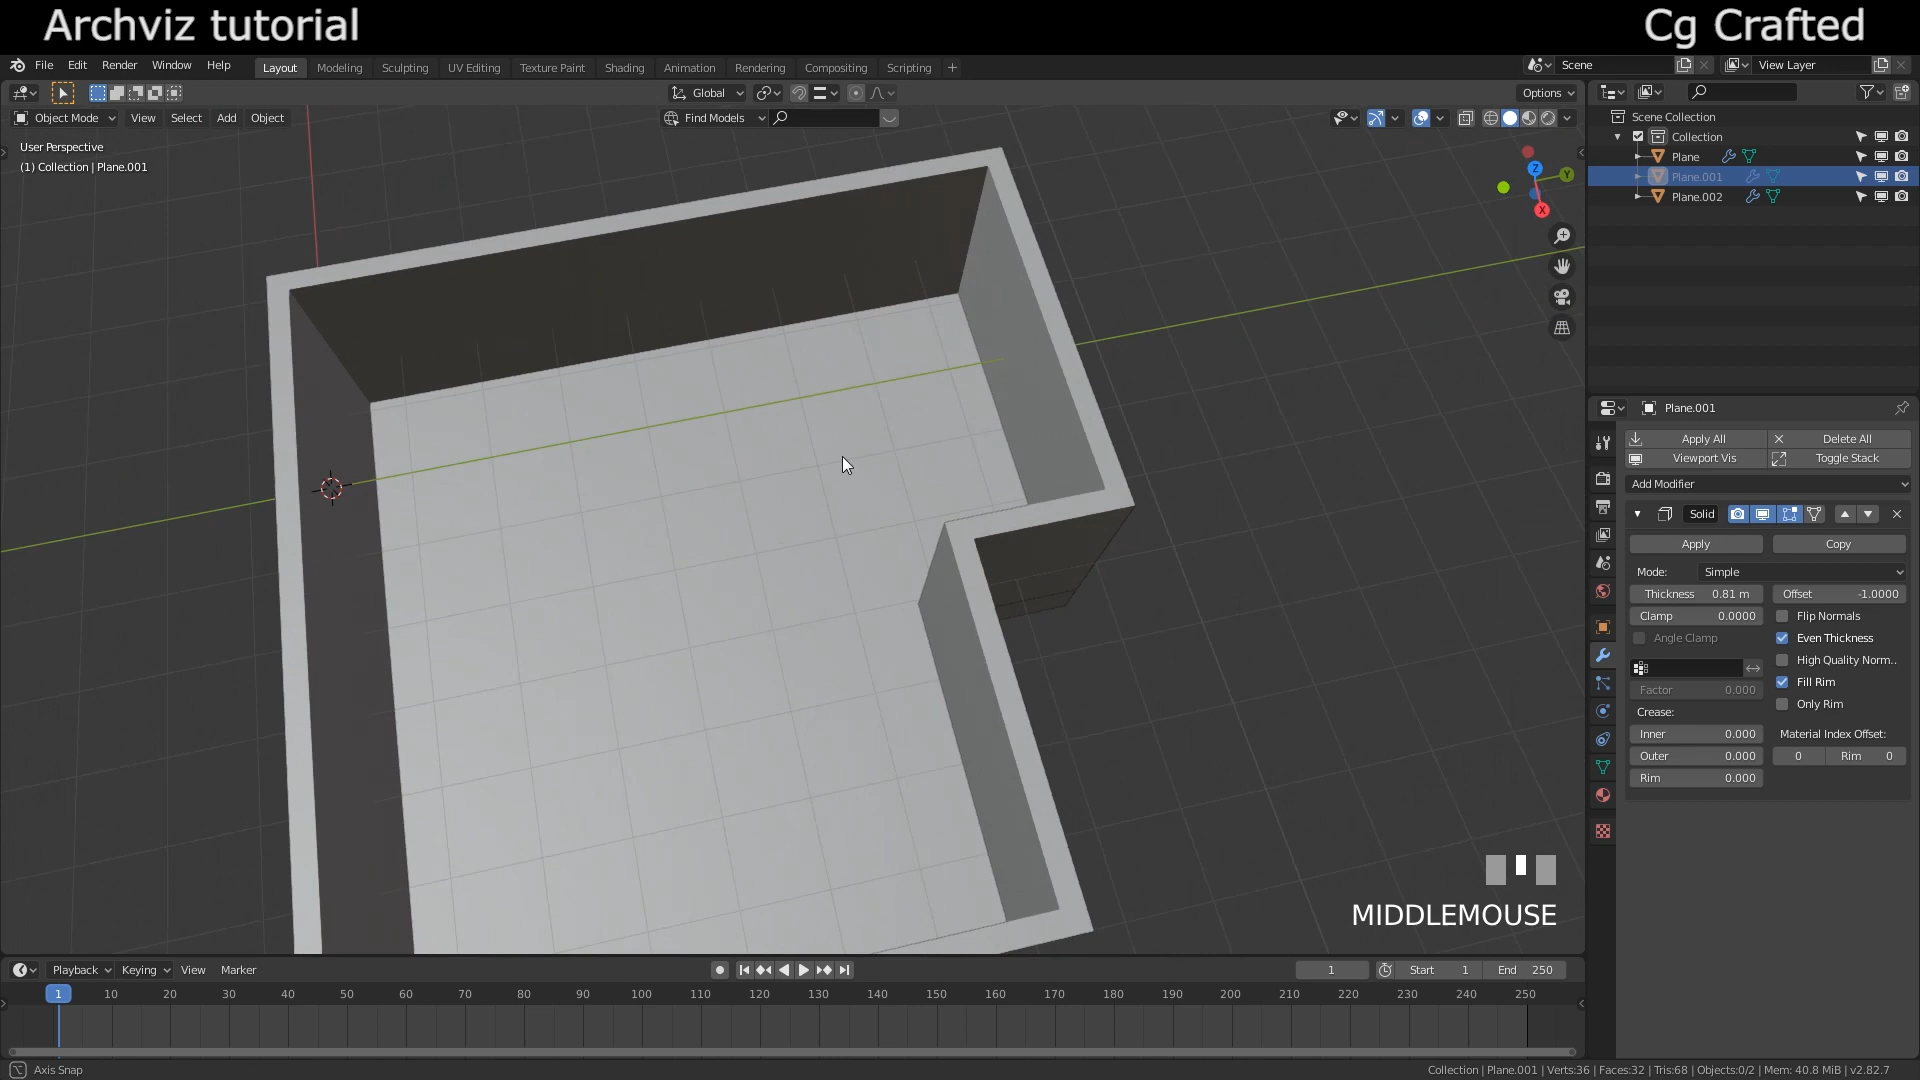 Archviz tutorial
Cg Crafted
File Edit Render Window Help
Layout Modeling Sculpting UV Editing Texture Paint Shading Animation Rendering Compositing Scripting +
Scene
View Layer
Global
Options
Object Mode View Select Add Object
Find Models
User Perspective
(1) Collection | Plane.001
Z
Y
X
Scene Collection
Collection
Plane
Plane.001
Plane.002
Plane.001
Apply All
Delete All
Viewport Vis
Toggle Stack
Add Modifier
Solid
Apply
Copy
Mode: Simple
Thickness 0.81 m
Offset -1.0000
Clamp 0.0000
Flip Normals
Angle Clamp
Even Thickness
High Quality Norm..
Factor 0.000
Fill Rim
Only Rim
Crease:
Inner 0.000
Material Index Offset:
Outer 0.000
0 Rim 0
Rim 0.000
MIDDLEMOUSE
Playback Keying View Marker
1
Start 1
End 250
1 10 20 30 40 50 60 70 80 90 100 110 120 130 140 150 160 170 180 190 200 210 220 230 240 250
Axis Snap
Collection | Plane.001 | Verts:36 | Faces:32 | Tris:68 | Objects:0/2 | Mem: 40.8 MiB | v2.82.7